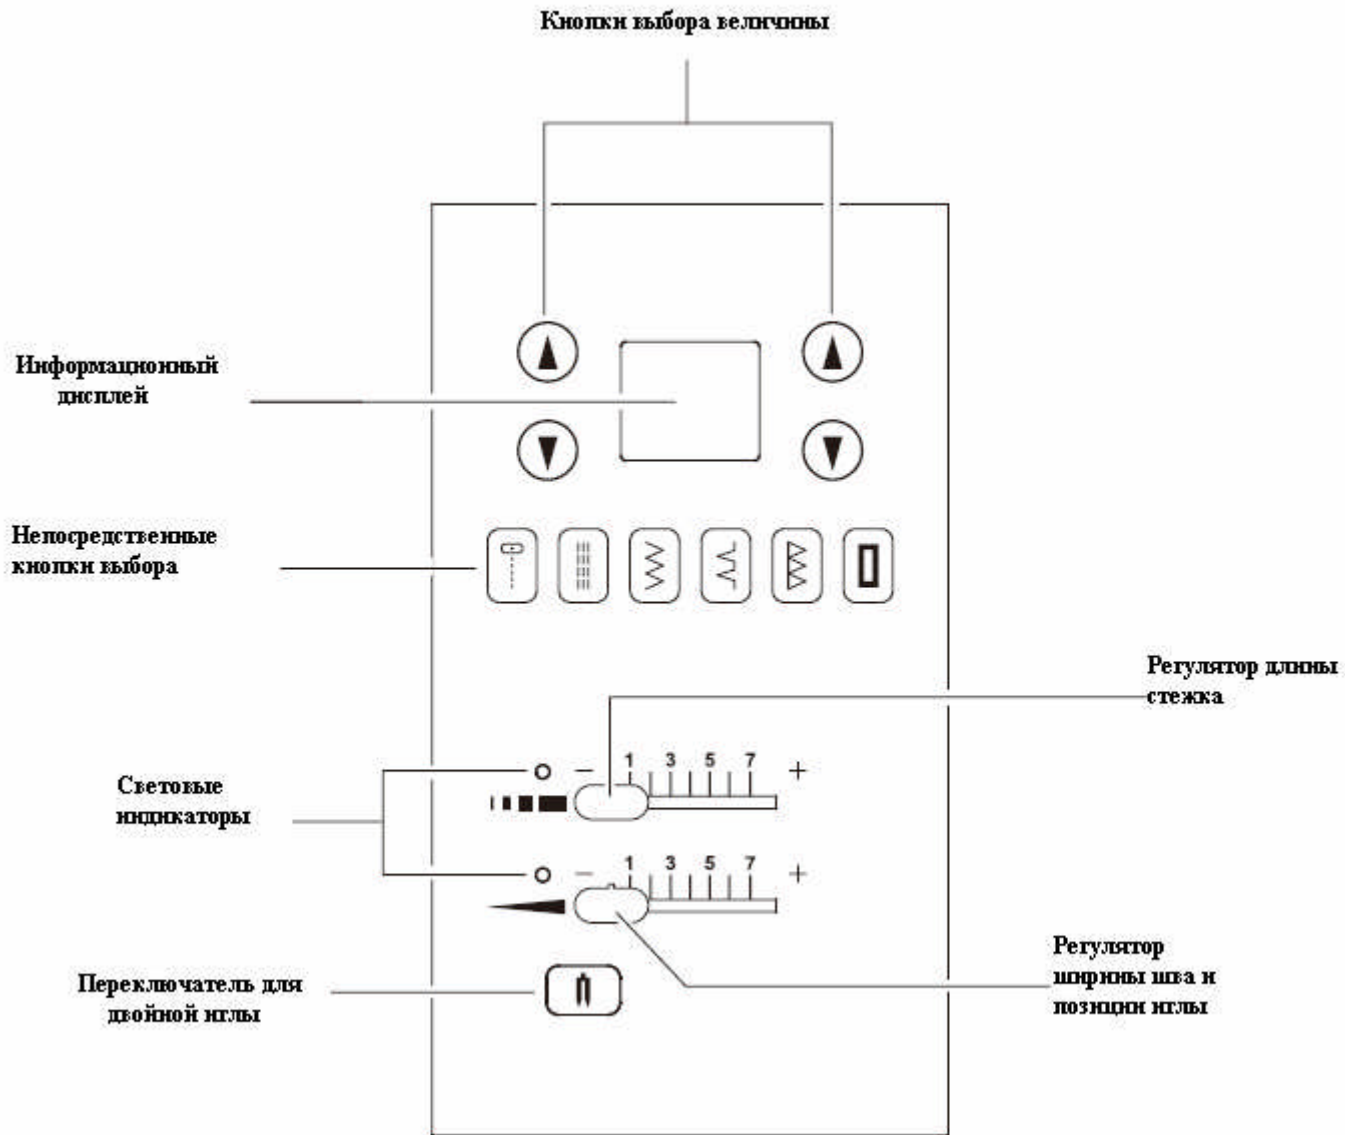 Кнопки выбора величины
Информационный
дисплей
Непосредственные
кнопки выбора
Регулятор длины
стежка
1 3 5 7
− +
Световые
индикаторы
1 3 5 7
− +
Регулятор
ширины шва и
позиции иглы
Переключатель для
двойной иглы